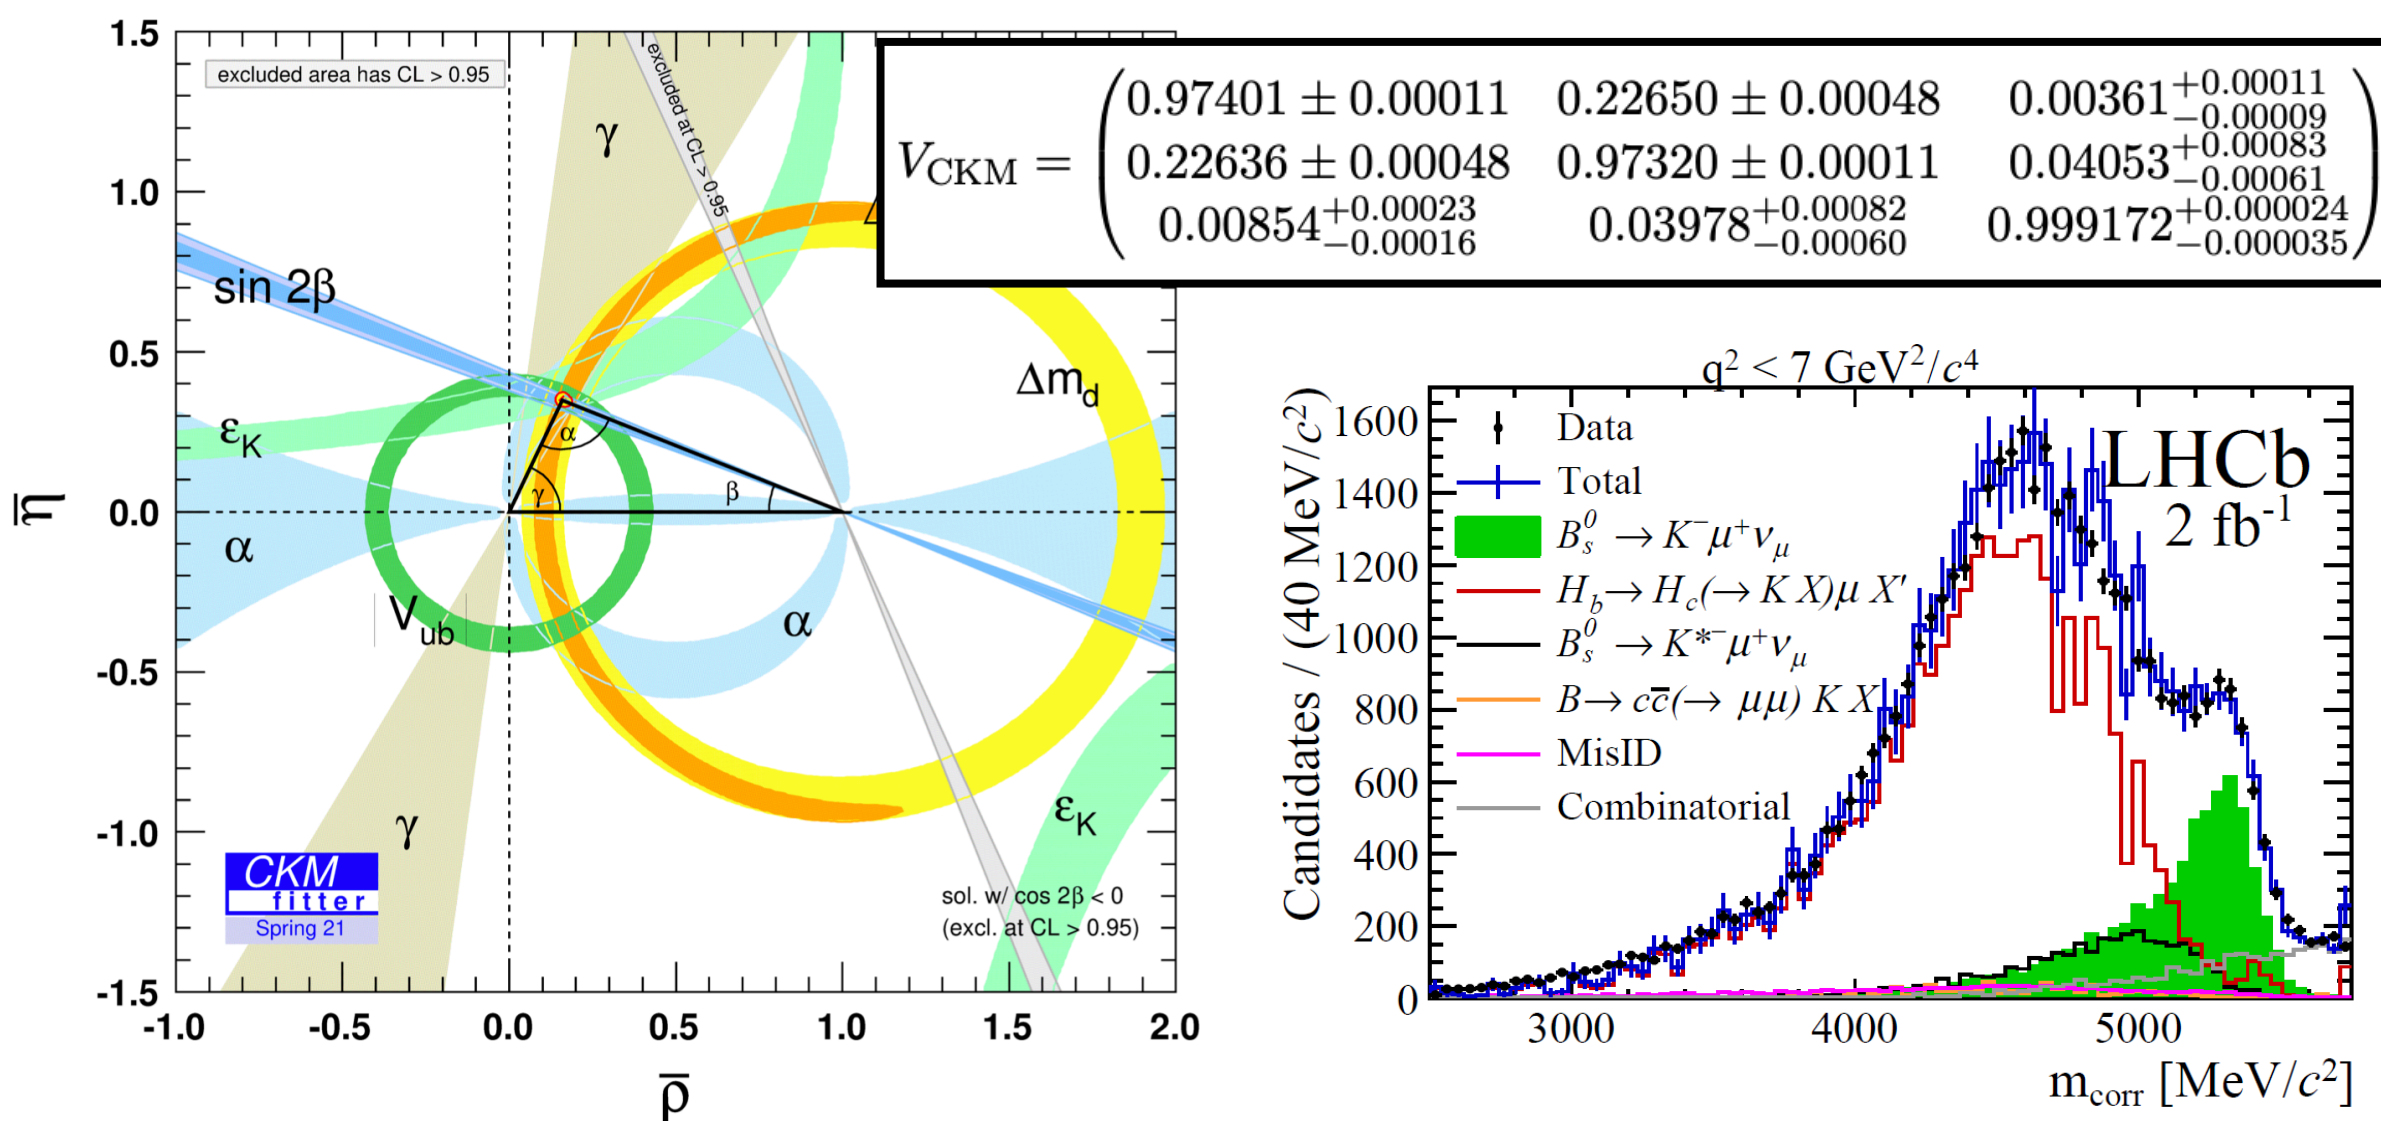 excluded area has CL > 0.95
excluded at CL > 0.95
γ
sin 2β
Δm_d
ε_K
α
γ
β
α
α
V_ub
γ
ε_K
sol. w/ cos 2β < 0
(excl. at CL > 0.95)
CKM
fitter
Spring 21
1.5
1.0
0.5
0.0
-0.5
-1.0
-1.5
-1.0 -0.5 0.0 0.5 1.0 1.5 2.0
η̅
ρ̅
V_CKM = ( 0.97401 ± 0.00011 0.22650 ± 0.00048 0.00361^{+0.00011}_{−0.00009}
0.22636 ± 0.00048 0.97320 ± 0.00011 0.04053^{+0.00083}_{−0.00061}
0.00854^{+0.00023}_{−0.00016} 0.03978^{+0.00082}_{−0.00060} 0.999172^{+0.000024}_{−0.000035} )
q² < 7 GeV²/c⁴
Candidates / (40 MeV/c²)
1600
1400
1200
1000
800
600
400
200
0
Data
Total
B_s^0 → K⁻μ⁺ν_μ
H_b → H_c(→ K X)μ X'
B_s^0 → K*⁻μ⁺ν_μ
B → cc̅(→ μμ) K X
MisID
Combinatorial
LHCb
2 fb⁻¹
3000 4000 5000
m_corr [MeV/c²]